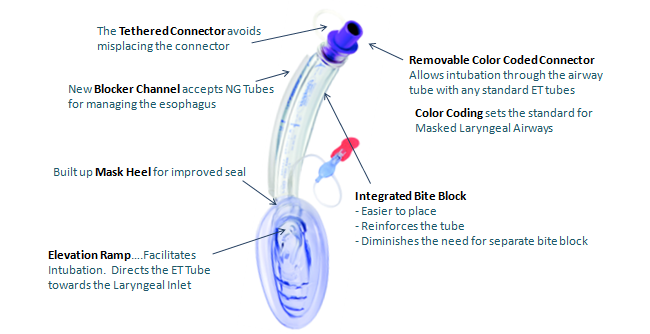 The Tethered Connector avoids
misplacing the connector
Removable Color Coded Connector
Allows intubation through the airway
tube with any standard ET tubes
New Blocker Channel accepts NG Tubes
for managing the esophagus
Color Coding sets the standard for
Masked Laryngeal Airways
Built up Mask Heel for improved seal
Integrated Bite Block
- Easier to place
- Reinforces the tube
- Diminishes the need for separate bite block
Elevation Ramp....Facilitates
Intubation. Directs the ET Tube
towards the Laryngeal Inlet